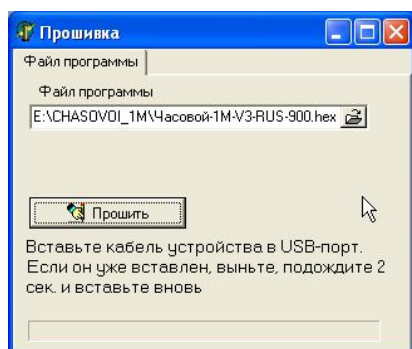 Прошивка
Файл программы
Файл программы
E:\CHASOVOI_1M\Часовой-1M-V3-RUS-900.hex
Прошить
Вставьте кабель устройства в USB-порт.
Если он уже вставлен, выньте, подождите 2
сек. и вставьте вновь